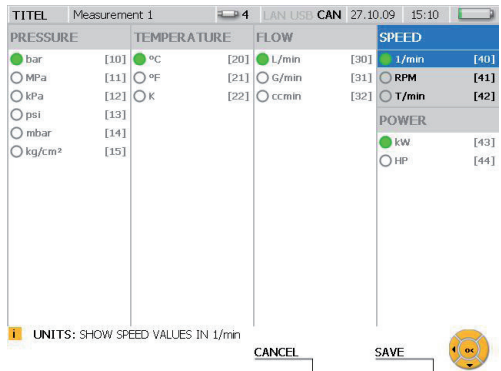 TITEL Measurement 1 4 LAN USB CAN 27.10.09 15:10
PRESSURE TEMPERATURE FLOW SPEED
bar [10] °C [20] L/min [30] 1/min [40]
MPa [11] °F [21] G/min [31] RPM [41]
kPa [12] K [22] ccmin [32] T/min [42]
psi [13]
POWER
mbar [14]
kW [43]
kg/cm² [15]
HP [44]
i UNITS: SHOW SPEED VALUES IN 1/min
CANCEL SAVE OK